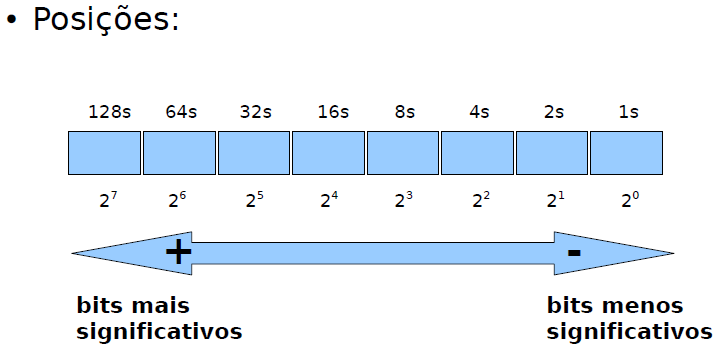 • Posições:
128s 64s 32s 16s 8s 4s 2s 1s
2⁷ 2⁶ 2⁵ 2⁴ 2³ 2² 2¹ 2⁰
+ -
bits mais bits menos
significativos significativos